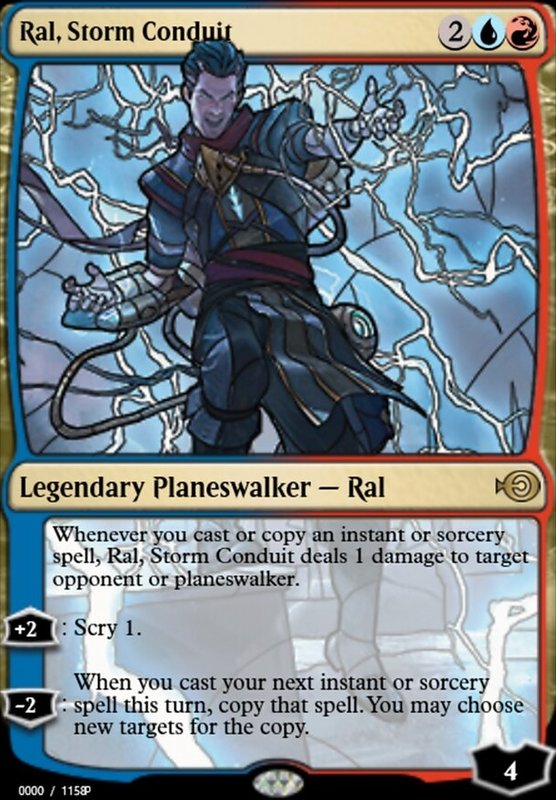 Ral, Storm Conduit 2
Legendary Planeswalker — Ral
Whenever you cast or copy an instant or sorcery
spell, Ral, Storm Conduit deals 1 damage to target
opponent or planeswalker.
+2 : Scry 1.
When you cast your next instant or sorcery
-2 : spell this turn, copy that spell. You may choose
new targets for the copy.
4
0000 / 1158P